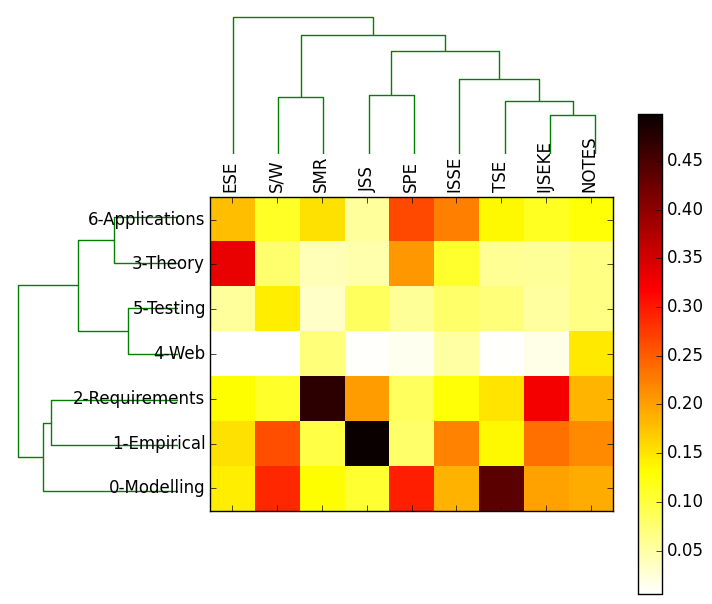 ESE S/W SMR JSS SPE ISSE TSE IJSEKE NOTES
6-Applications
3-Theory
5-Testing
4-Web
2-Requirements
1-Empirical
0-Modelling
0.45
0.40
0.35
0.30
0.25
0.20
0.15
0.10
0.05